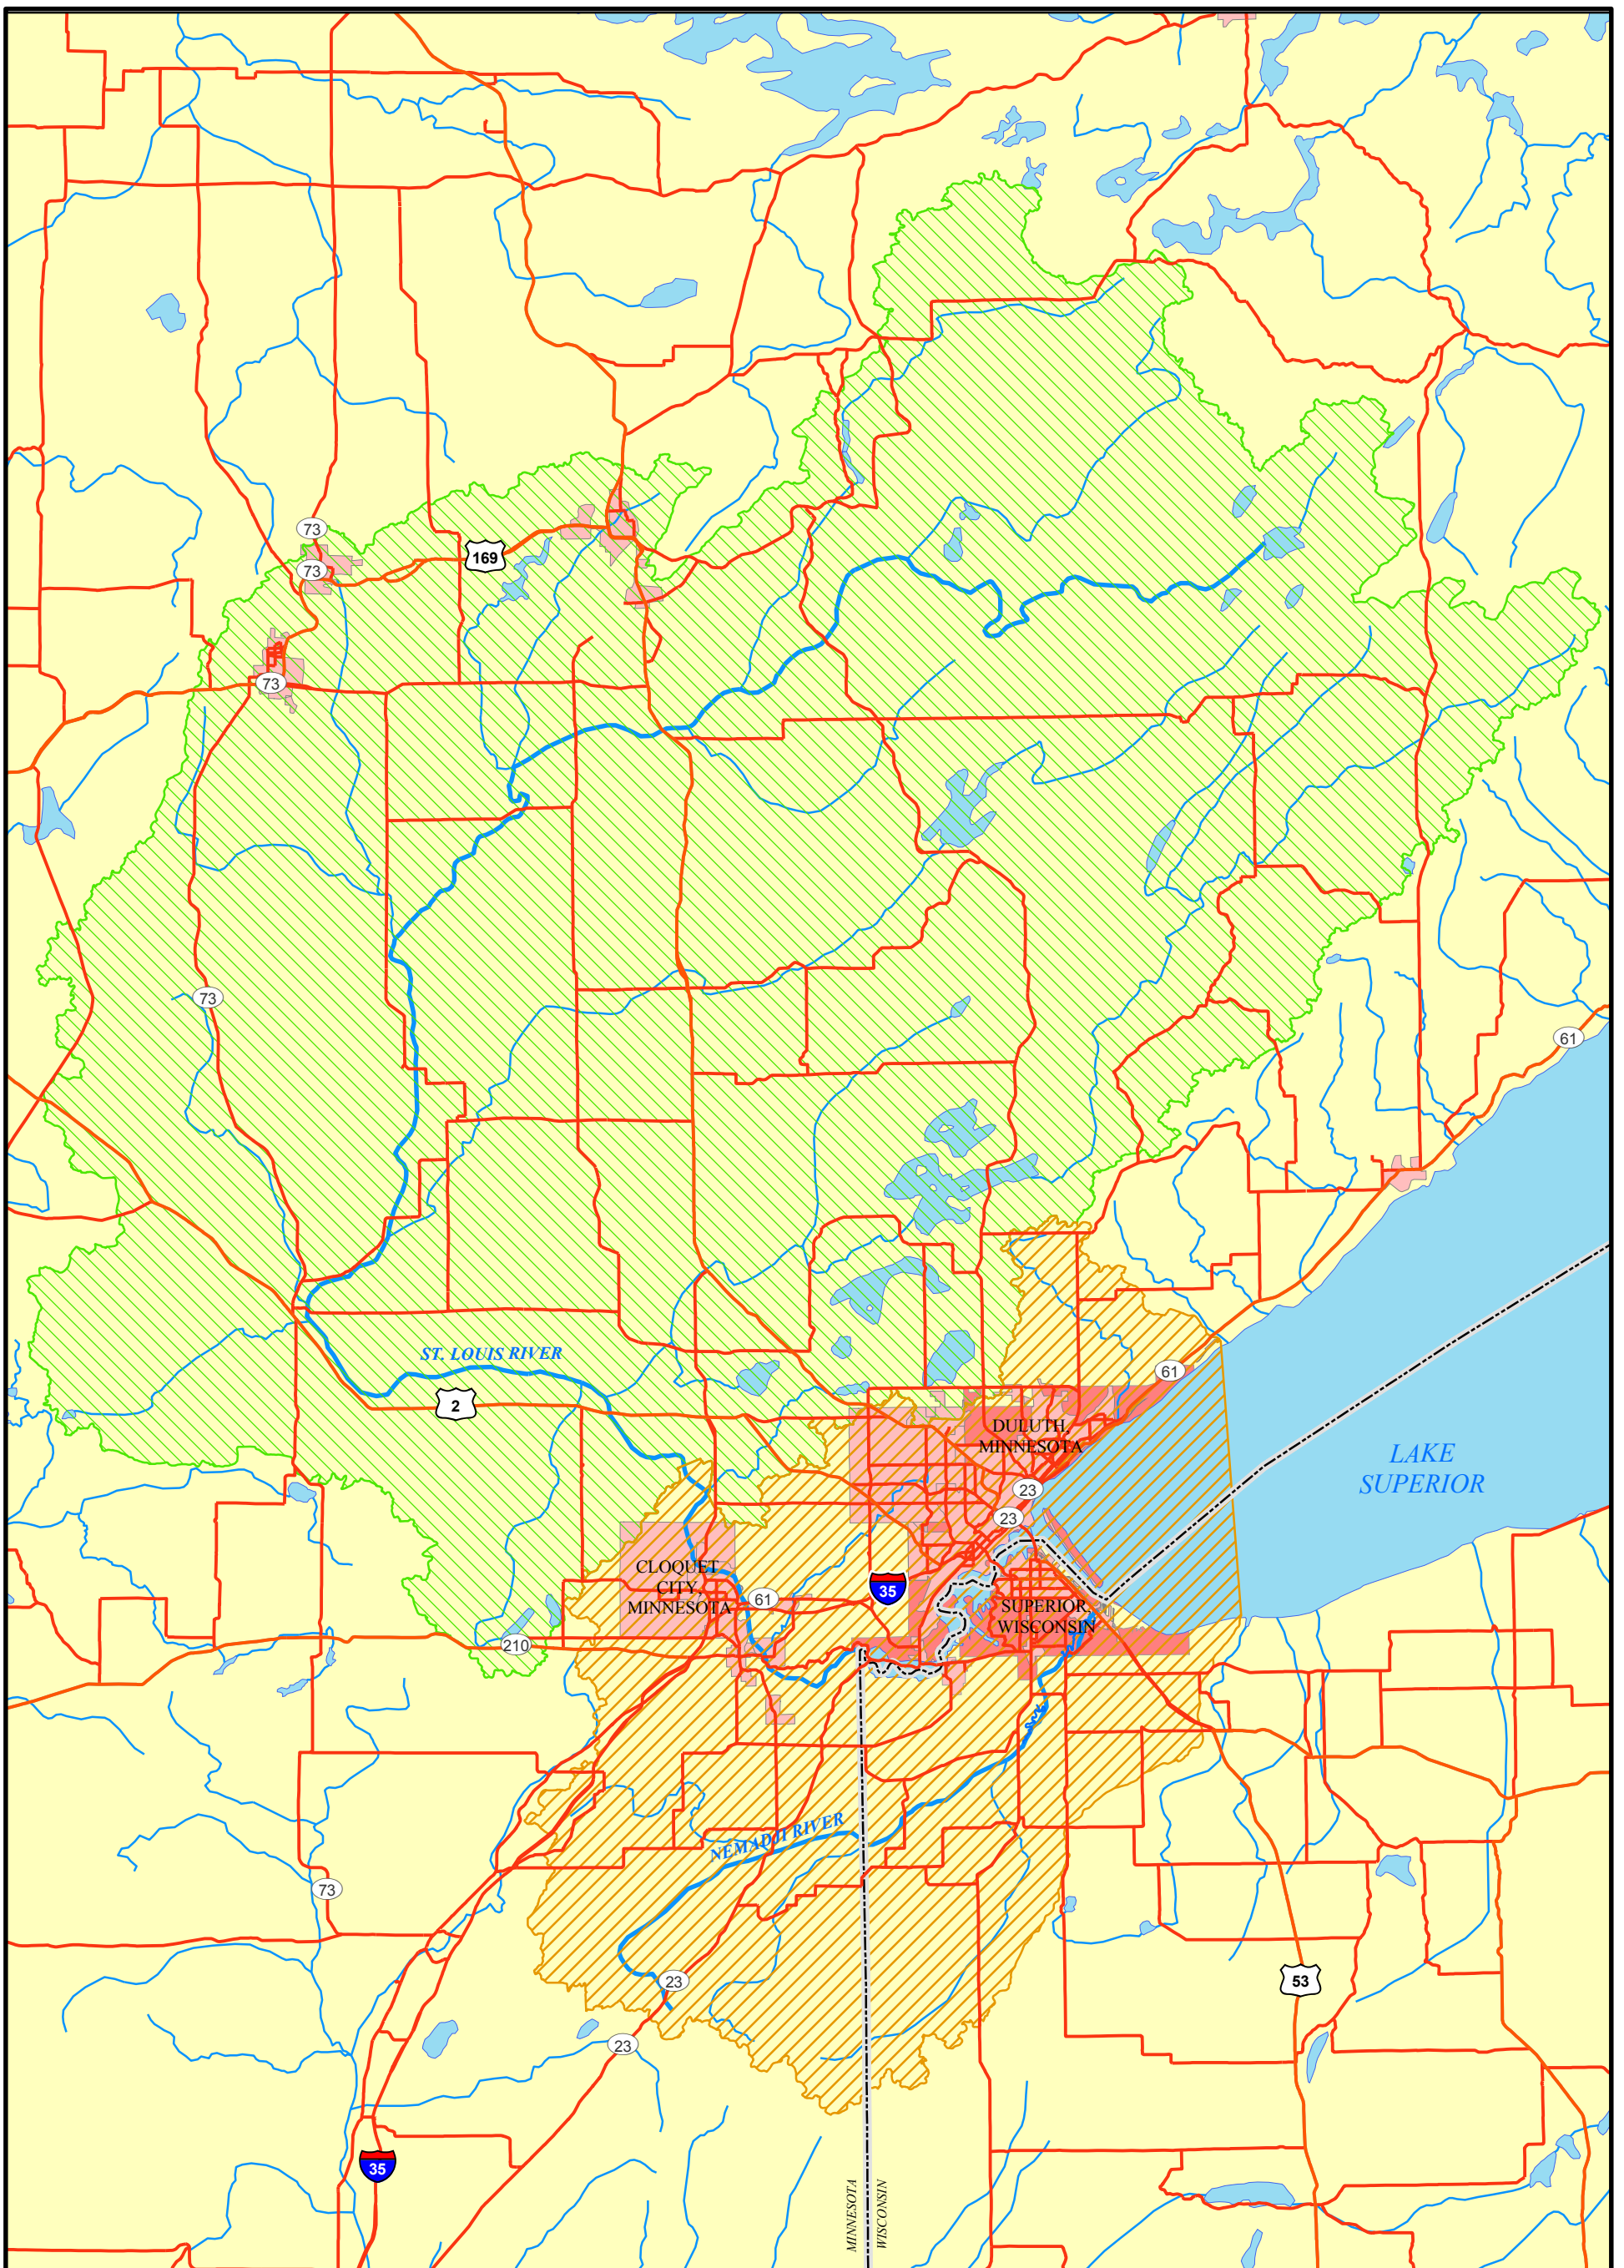 73
169
73
73
73
61
ST. LOUIS RIVER
2
61
DULUTH,
MINNESOTA
LAKE
SUPERIOR
23
23
CLOQUET
CITY,
MINNESOTA
61
35
SUPERIOR,
WISCONSIN
210
NEMADJI RIVER
73
23
53
23
35
MINNESOTA
WISCONSIN